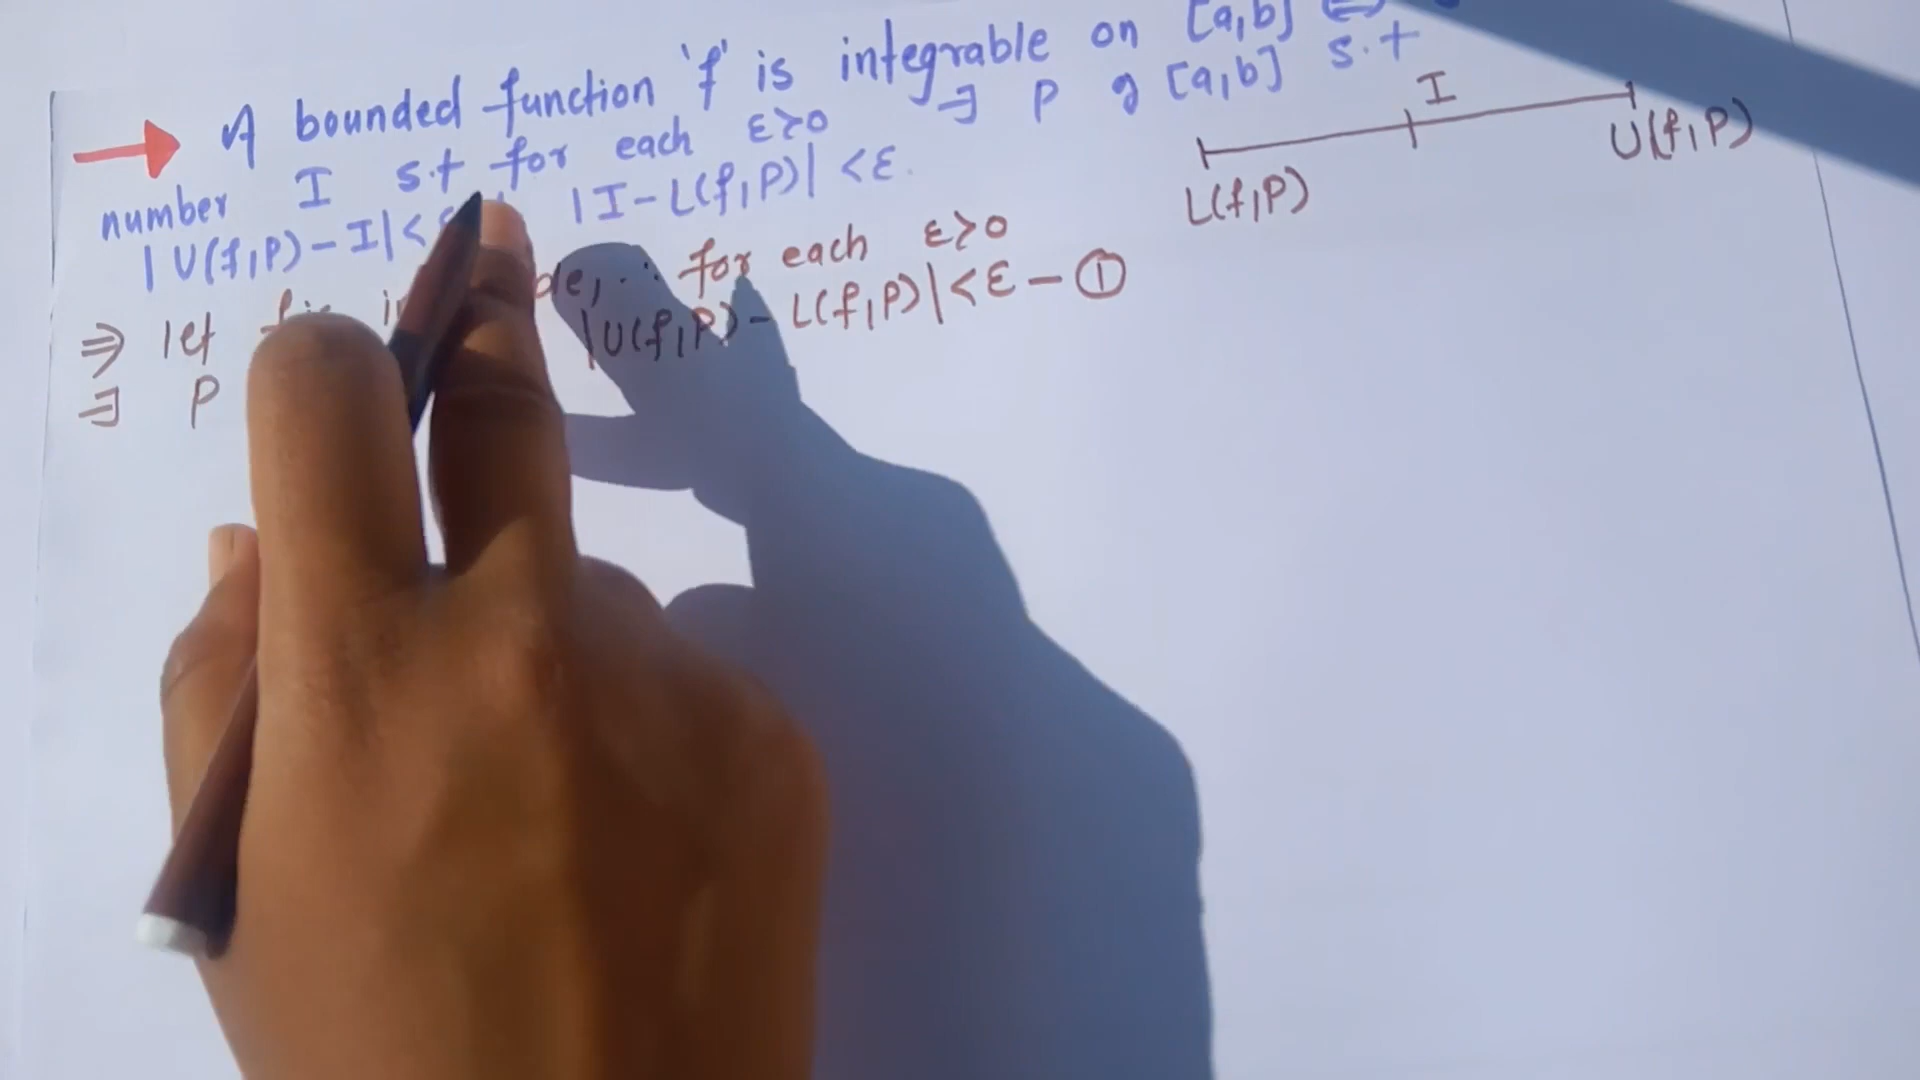 A bounded function 'f' is integrable on [a,b] ⇔
number I s.t for each ε>0 ∃ P of [a,b] s.t
|U(f,P)-I|< |I-L(f,P)| <ε.
⇒ let for each ε>0
∃ P |U(f,P)-L(f,P)|<ε-①
I
L(f,P)
U(f,P)